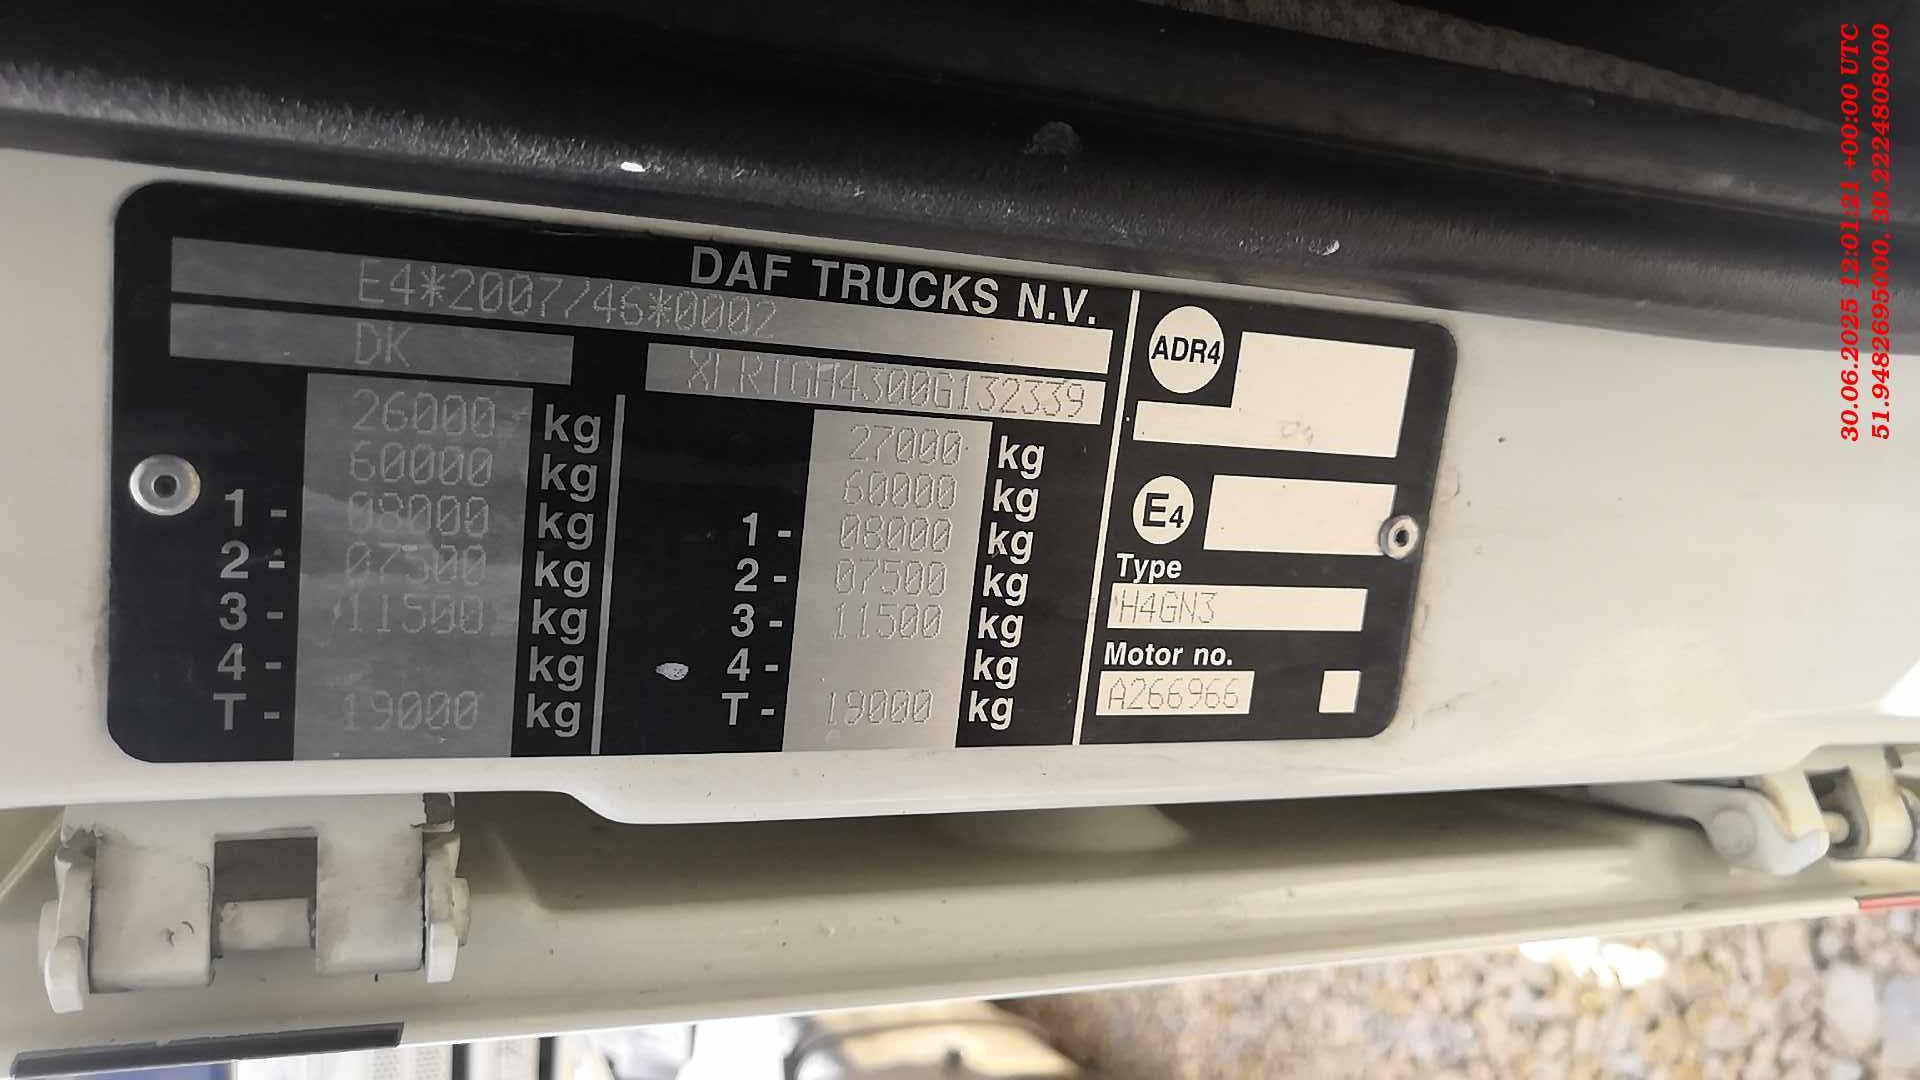 DAF TRUCKS N.V.
E4*2007/46*0002
DK
XLRTGH4300G132339
26000 kg 27000 kg
60000 kg 60000 kg
1 - 08000 kg 1 - 08000 kg
2 - 07500 kg 2 - 07500 kg
3 - 11500 kg 3 - 11500 kg
4 - kg 4 - kg
T - 19000 kg T - 19000 kg
ADR4
E4
Type
H4GN3
Motor no.
A266966
30.06.2025 12:01:21 +00:00 UTC
51.9482695000, 39.2224808000